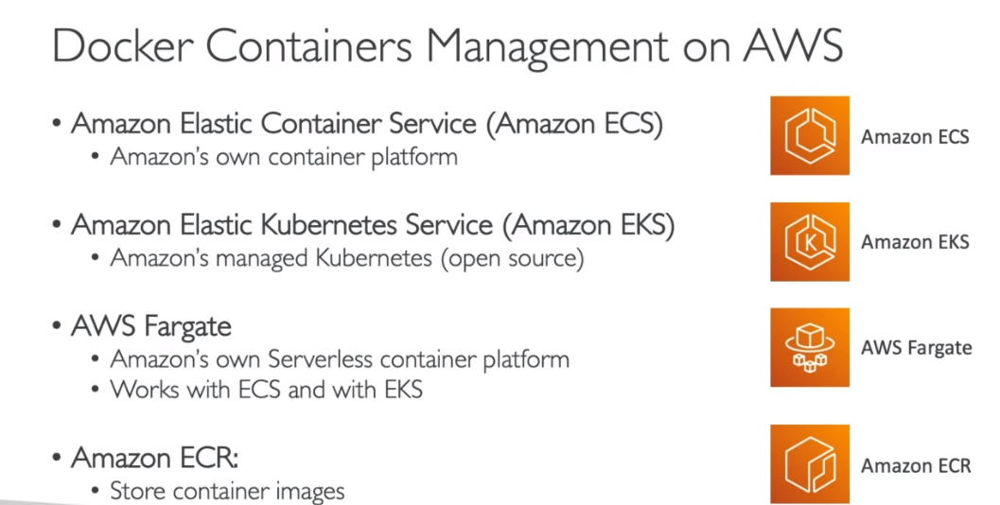 Docker Containers Management on AWS
• Amazon Elastic Container Service (Amazon ECS)
• Amazon's own container platform
Amazon ECS
• Amazon Elastic Kubernetes Service (Amazon EKS)
• Amazon's managed Kubernetes (open source)
K
Amazon EKS
• AWS Fargate
• Amazon's own Serverless container platform
• Works with ECS and with EKS
AWS Fargate
• Amazon ECR:
• Store container images
Amazon ECR